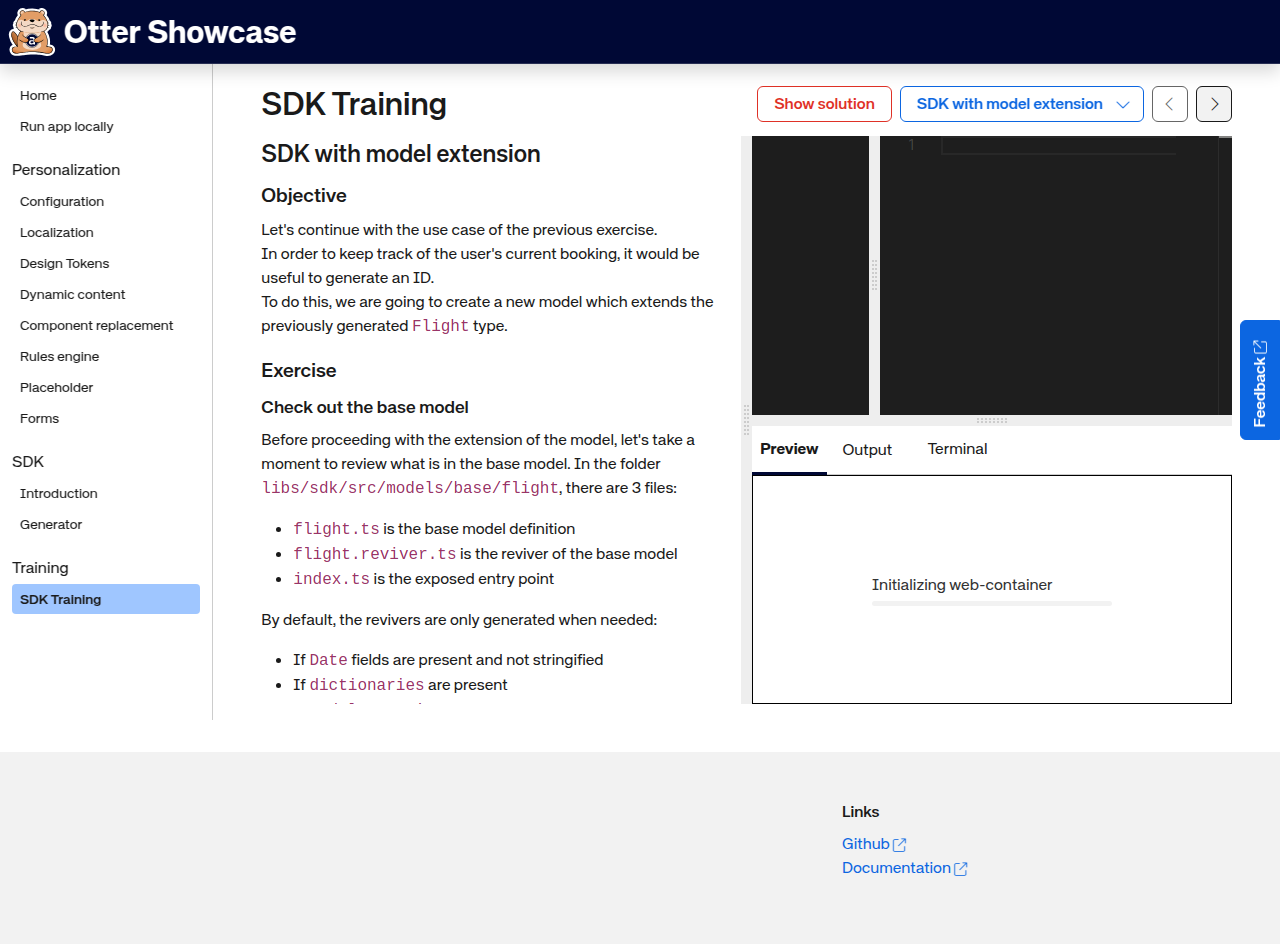 Otter Showcase
Home
Run app locally
Personalization
Configuration
Localization
Design Tokens
Dynamic content
Component replacement
Rules engine
Placeholder
Forms
SDK
Introduction
Generator
Training
SDK Training
SDK Training
Show solution
SDK with model extension
SDK with model extension
Objective
Let's continue with the use case of the previous exercise.
In order to keep track of the user's current booking, it would be
useful to generate an ID.
To do this, we are going to create a new model which extends the
previously generated Flight type.
Exercise
Check out the base model
Before proceeding with the extension of the model, let's take a
moment to review what is in the base model. In the folder
libs/sdk/src/models/base/flight, there are 3 files:
flight.ts is the base model definition
flight.reviver.ts is the reviver of the base model
index.ts is the exposed entry point
By default, the revivers are only generated when needed:
If Date fields are present and not stringified
If dictionaries are present
1
Preview
Output
Terminal
Initializing web-container
Feedback
Links
Github
Documentation